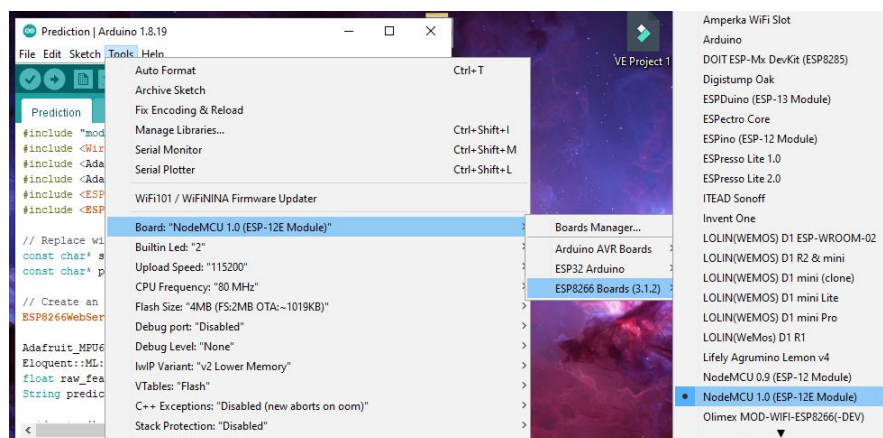 Prediction | Arduino 1.8.19
File Edit Sketch Tools Help
Prediction
#include "mod
#include <Wir
#include <Ada
#include <Ada
#include <ESP
#include <ESP
// Replace wi
const char* s
const char* p
// Create an
ESP8266WebSer
Adafruit_MPU6
Eloquent::ML:
float raw_fea
String predic
Auto Format Ctrl+T
Archive Sketch
Fix Encoding & Reload
Manage Libraries... Ctrl+Shift+I
Serial Monitor Ctrl+Shift+M
Serial Plotter Ctrl+Shift+L
WiFi101 / WiFiNINA Firmware Updater
Board: "NodeMCU 1.0 (ESP-12E Module)"
Builtin Led: "2"
Upload Speed: "115200"
CPU Frequency: "80 MHz"
Flash Size: "4MB (FS:2MB OTA:~1019KB)"
Debug port: "Disabled"
Debug Level: "None"
lwIP Variant: "v2 Lower Memory"
VTables: "Flash"
C++ Exceptions: "Disabled (new aborts on oom)"
Stack Protection: "Disabled"
VE Project 1
Boards Manager...
Arduino AVR Boards
ESP32 Arduino
ESP8266 Boards (3.1.2)
Amperka WiFi Slot
Arduino
DOIT ESP-Mx DevKit (ESP8285)
Digistump Oak
ESPDuino (ESP-13 Module)
ESPectro Core
ESPino (ESP-12 Module)
ESPresso Lite 1.0
ESPresso Lite 2.0
ITEAD Sonoff
Invent One
LOLIN(WEMOS) D1 ESP-WROOM-02
LOLIN(WEMOS) D1 R2 & mini
LOLIN(WEMOS) D1 mini (clone)
LOLIN(WEMOS) D1 mini Lite
LOLIN(WEMOS) D1 mini Pro
LOLIN(WeMos) D1 R1
Lifely Agrumino Lemon v4
NodeMCU 0.9 (ESP-12 Module)
NodeMCU 1.0 (ESP-12E Module)
Olimex MOD-WIFI-ESP8266(-DEV)